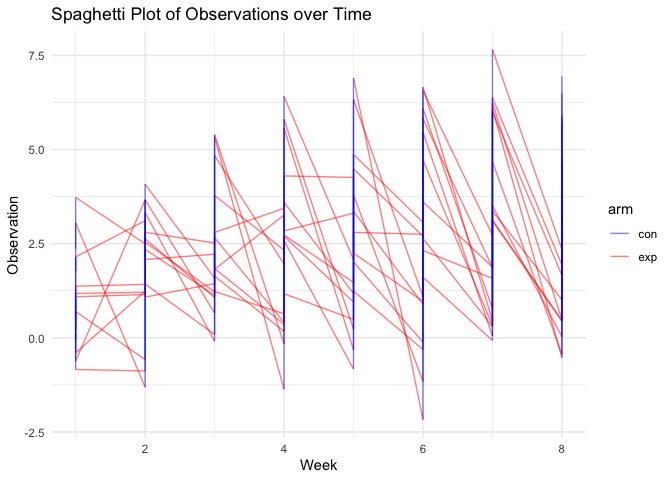 Spaghetti Plot of Observations over Time
7.5
5.0
2.5
0.0
-2.5
Observation
2 4 6 8
Week
arm
con
exp